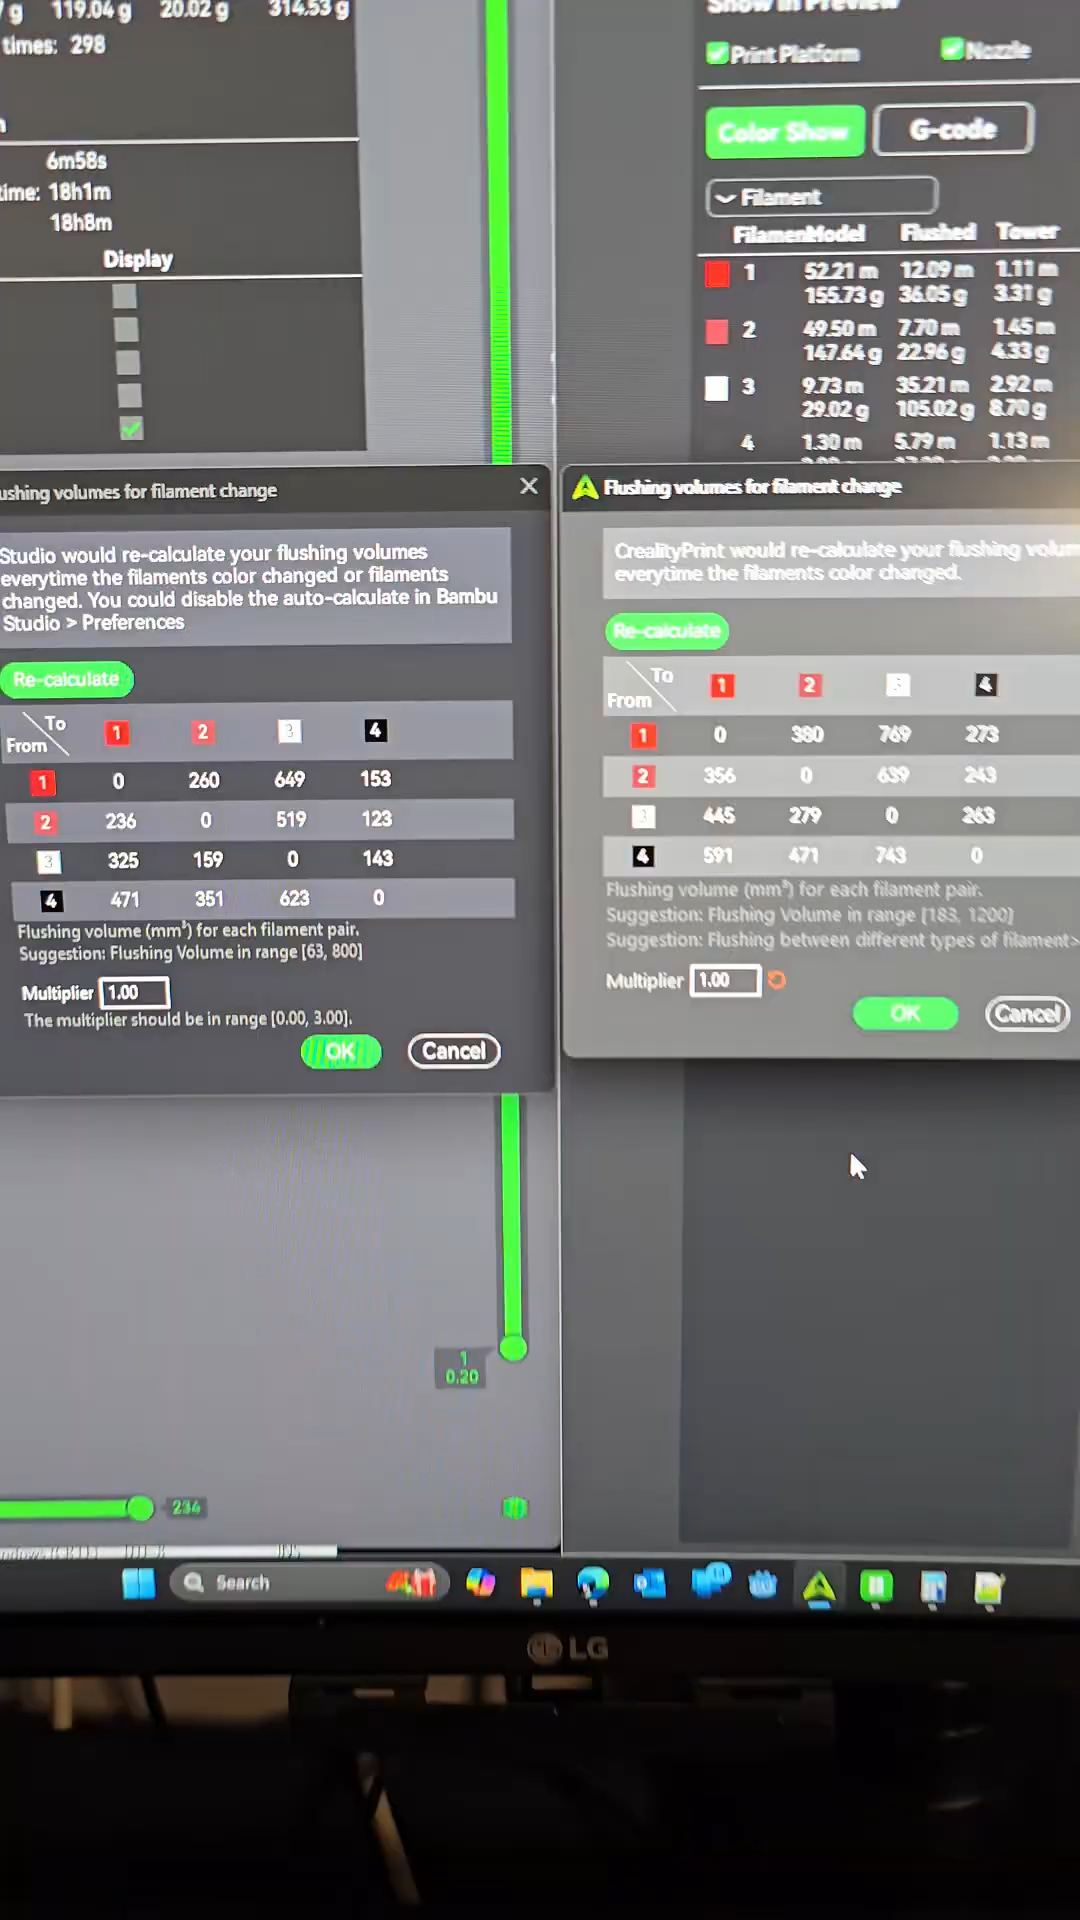 g 119.04 g 20.02 g 314.53 g
times: 298
6m58s
time: 18h1m
18h8m
Display
Show in Preview
Print Platform Nozzle
Color Show G-code
Filament
Filamen Model Flushed Tower
1 52.21 m 12.09 m 1.11 m
155.73 g 36.05 g 3.31 g
2 49.50 m 7.70 m 1.45 m
147.64 g 22.96 g 4.33 g
3 9.73 m 35.21 m 2.92 m
29.02 g 105.02 g 8.70 g
4 1.30 m 5.79 m 1.13 m
ushing volumes for filament change
Studio would re-calculate your flushing volumes
everytime the filaments color changed or filaments
changed. You could disable the auto-calculate in Bambu
Studio > Preferences
Re-calculate
To 1 2 3 4
From
1 0 260 649 153
2 236 0 519 123
3 325 159 0 143
4 471 351 623 0
Flushing volume (mm³) for each filament pair.
Suggestion: Flushing Volume in range [63, 800]
Multiplier 1.00
The multiplier should be in range [0.00, 3.00].
OK Cancel
Flushing volumes for filament change
CrealityPrint would re-calculate your flushing volum
everytime the filaments color changed.
Re-calculate
To 1 2 3 4
From
1 0 380 769 273
2 356 0 639 243
3 445 279 0 263
4 591 471 743 0
Flushing volume (mm³) for each filament pair.
Suggestion: Flushing Volume in range [183, 1200]
Suggestion: Flushing between different types of filament>
Multiplier 1.00
OK Cancel
1
0.20
234
Search
LG